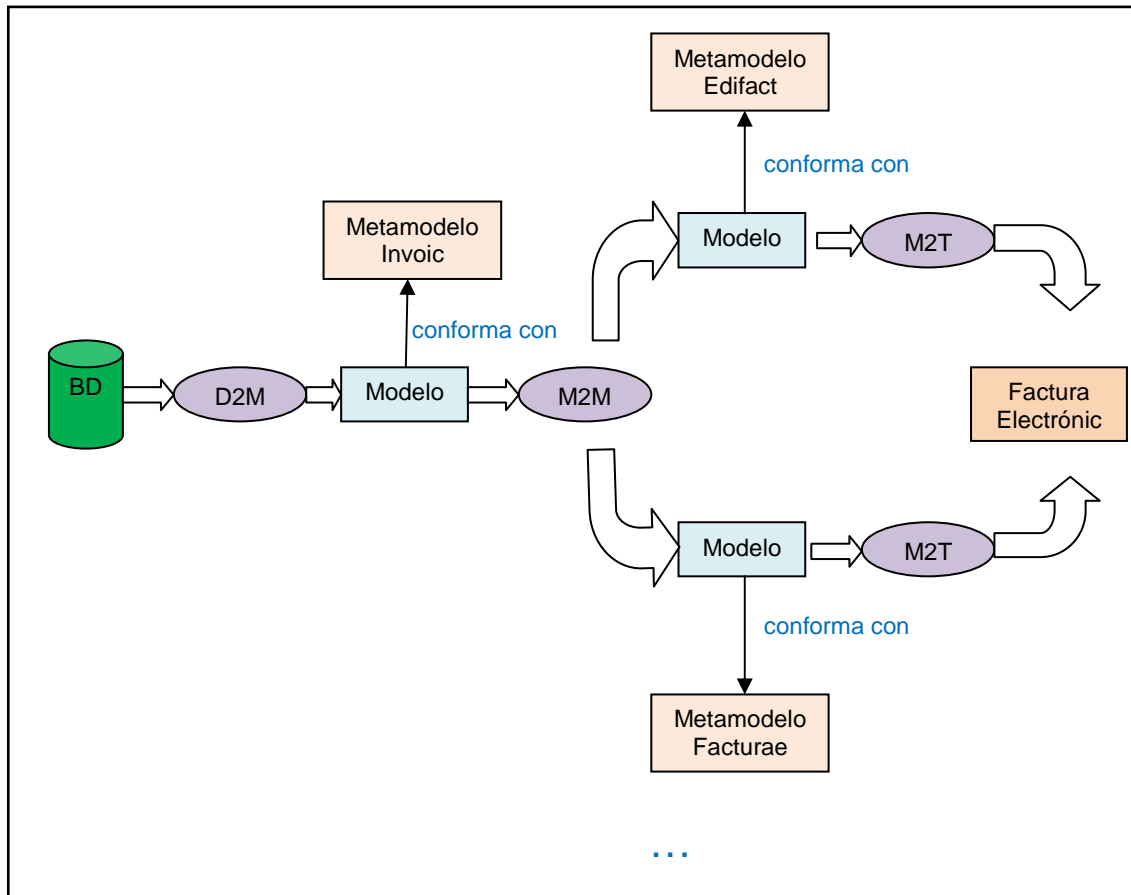 Metamodelo
Edifact
conforma con
Modelo
M2T
Metamodelo
Invoic
conforma con
BD
D2M
Modelo
M2M
Factura
Electrónic
Modelo
M2T
conforma con
Metamodelo
Facturae
...